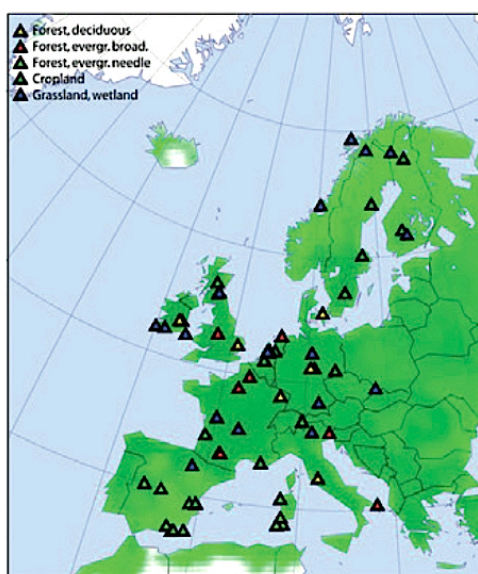 Forest, deciduous
Forest, evergr. broad.
Forest, evergr. needle
Cropland
Grassland, wetland